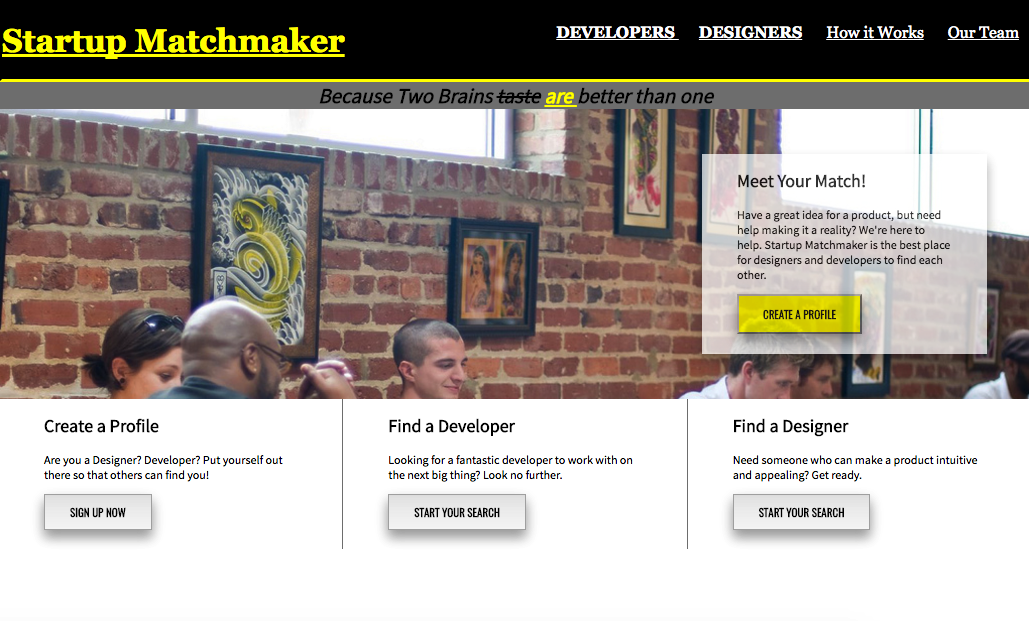 Startup Matchmaker
DEVELOPERS DESIGNERS How it Works Our Team
Because Two Brains taste are better than one
Meet Your Match!
Have a great idea for a product, but need
help making it a reality? We're here to
help. Startup Matchmaker is the best place
for designers and developers to find each
other.
CREATE A PROFILE
Create a Profile
Are you a Designer? Developer? Put yourself out
there so that others can find you!
SIGN UP NOW
Find a Developer
Looking for a fantastic developer to work with on
the next big thing? Look no further.
START YOUR SEARCH
Find a Designer
Need someone who can make a product intuitive
and appealing? Get ready.
START YOUR SEARCH